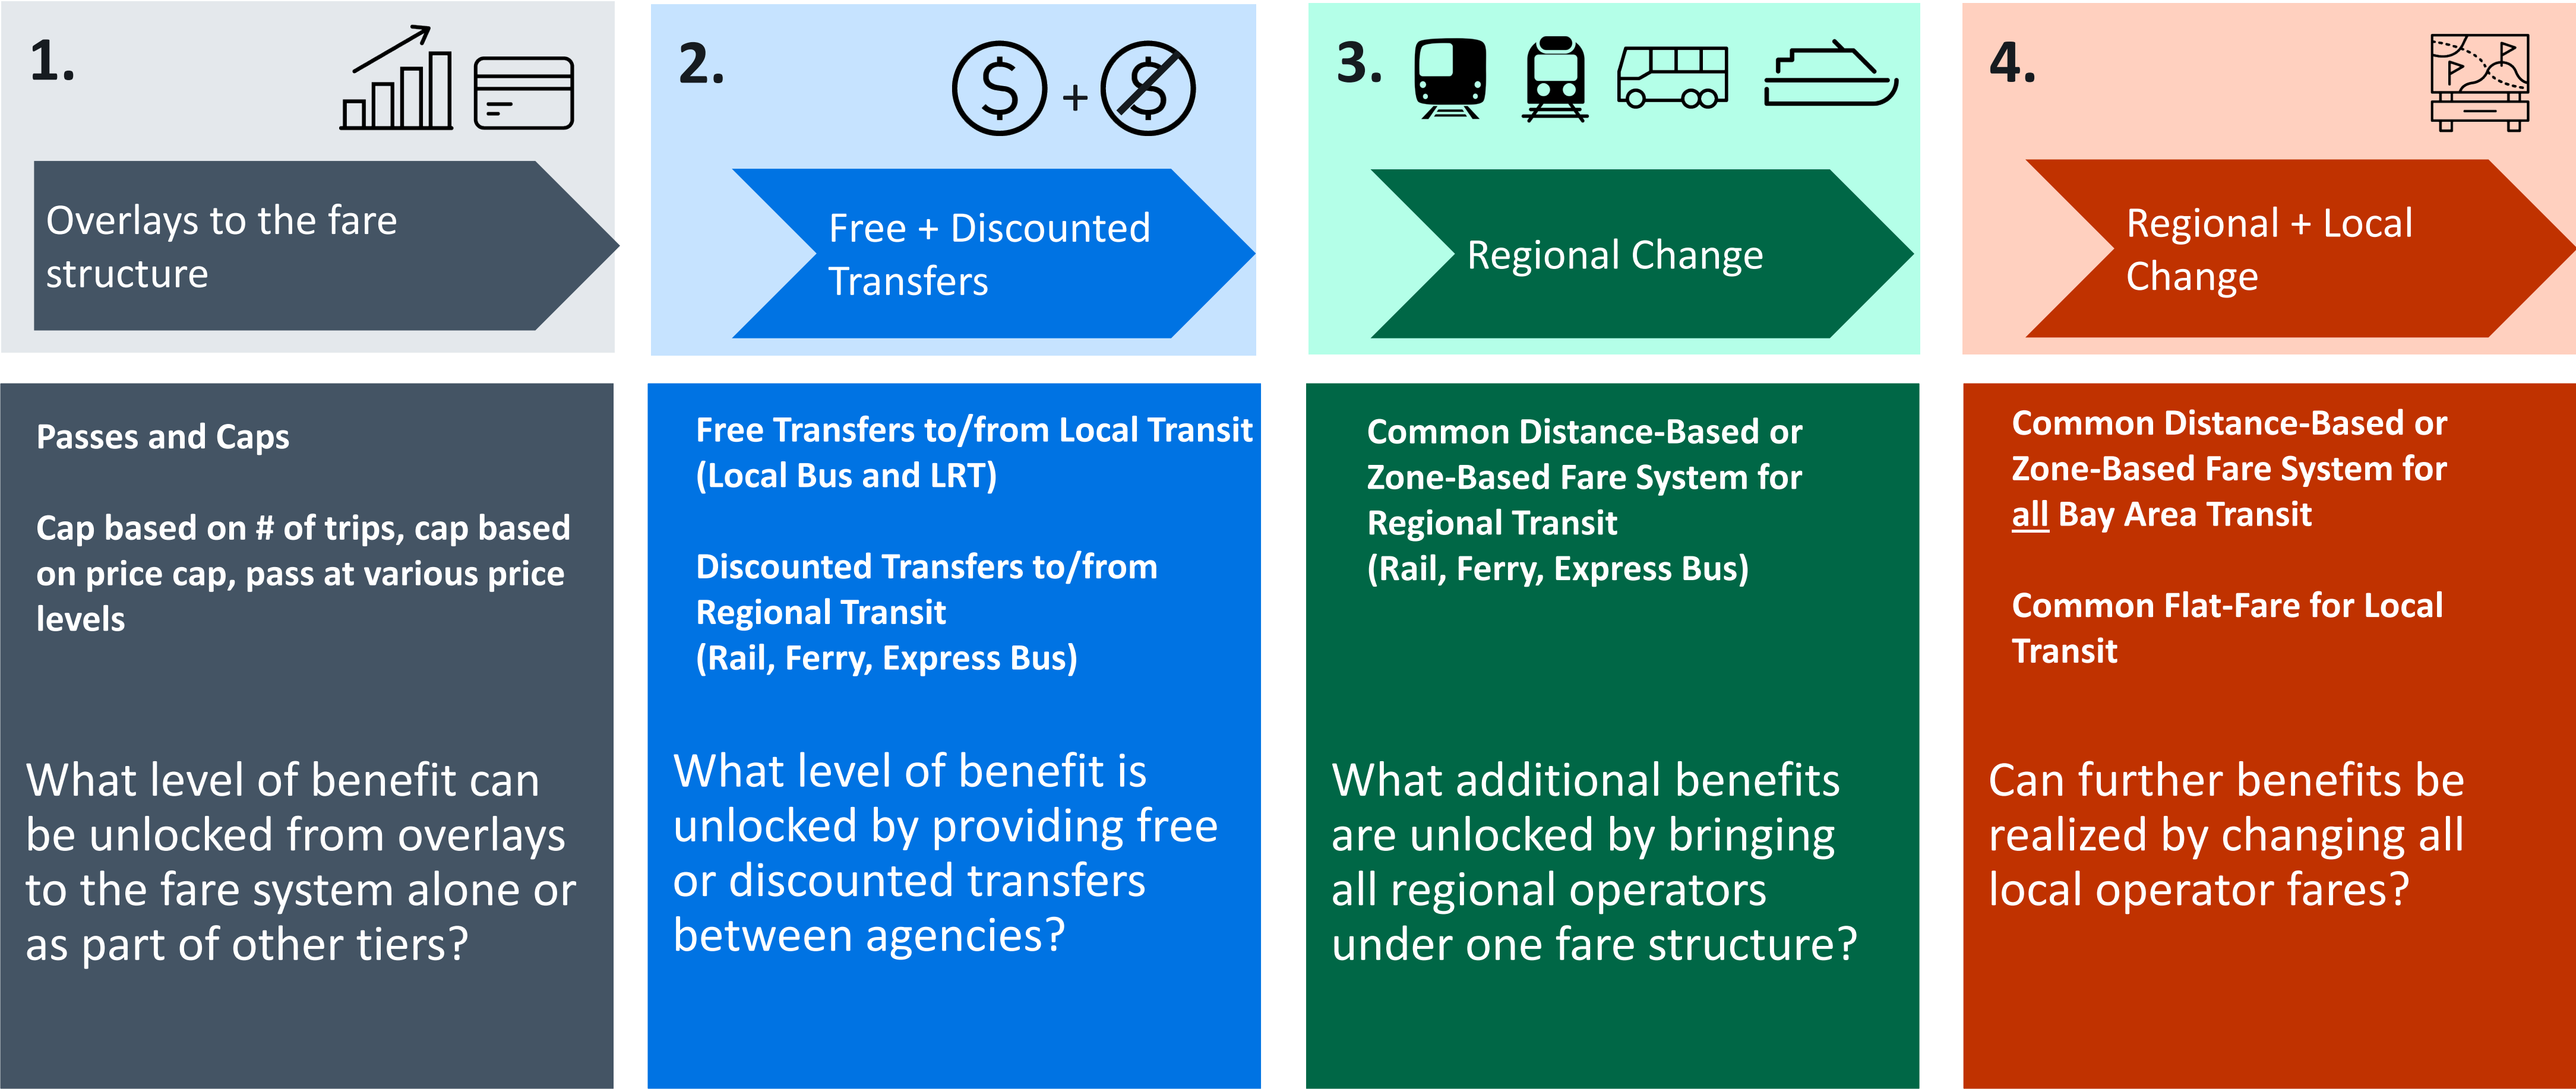 1.
Overlays to the fare
structure
Passes and Caps
Cap based on # of trips, cap based
on price cap, pass at various price
levels
What level of benefit can
be unlocked from overlays
to the fare system alone or
as part of other tiers?
2.
$ + $
Free + Discounted
Transfers
Free Transfers to/from Local Transit
(Local Bus and LRT)
Discounted Transfers to/from
Regional Transit
(Rail, Ferry, Express Bus)
What level of benefit is
unlocked by providing free
or discounted transfers
between agencies?
3.
Regional Change
Common Distance-Based or
Zone-Based Fare System for
Regional Transit
(Rail, Ferry, Express Bus)
What additional benefits
are unlocked by bringing
all regional operators
under one fare structure?
4.
Regional + Local
Change
Common Distance-Based or
Zone-Based Fare System for
all Bay Area Transit
Common Flat-Fare for Local
Transit
Can further benefits be
realized by changing all
local operator fares?